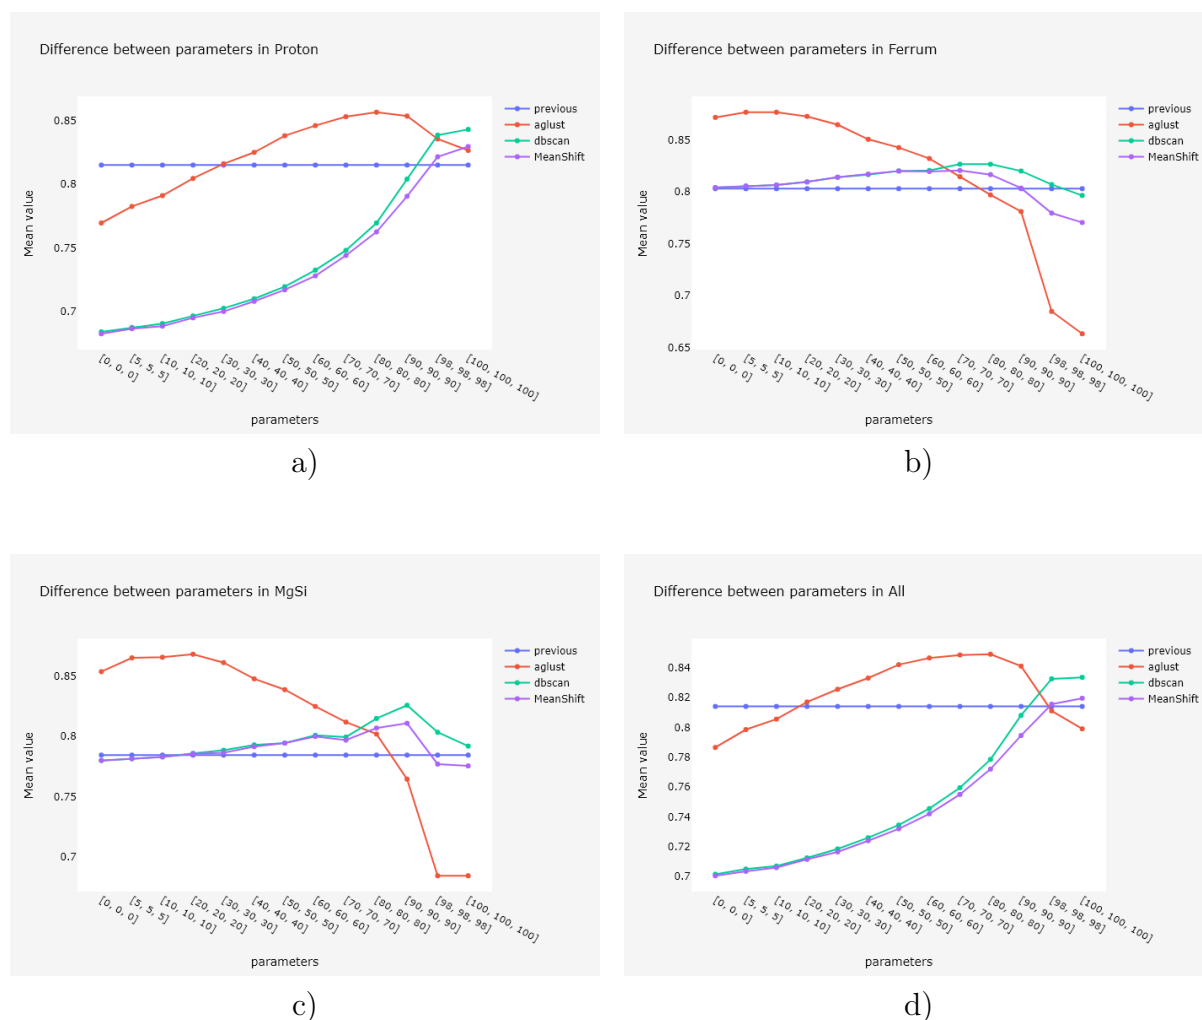 Difference between parameters in Proton
Mean value
0.85
0.8
0.75
0.7
previous
aglust
dbscan
MeanShift
[0, 0, 0]
[5, 5, 5]
[10, 10, 10]
[20, 20, 20]
[30, 30, 30]
[40, 40, 40]
[50, 50, 50]
[60, 60, 60]
[70, 70, 70]
[80, 80, 80]
[90, 90, 90]
[98, 98, 98]
[100, 100, 100]
parameters
a)
Difference between parameters in Ferrum
Mean value
0.85
0.8
0.75
0.7
0.65
previous
aglust
dbscan
MeanShift
[0, 0, 0]
[5, 5, 5]
[10, 10, 10]
[20, 20, 20]
[30, 30, 30]
[40, 40, 40]
[50, 50, 50]
[60, 60, 60]
[70, 70, 70]
[80, 80, 80]
[90, 90, 90]
[98, 98, 98]
[100, 100, 100]
parameters
b)
Difference between parameters in MgSi
Mean value
0.85
0.8
0.75
0.7
previous
aglust
dbscan
MeanShift
[0, 0, 0]
[5, 5, 5]
[10, 10, 10]
[20, 20, 20]
[30, 30, 30]
[40, 40, 40]
[50, 50, 50]
[60, 60, 60]
[70, 70, 70]
[80, 80, 80]
[90, 90, 90]
[98, 98, 98]
[100, 100, 100]
parameters
c)
Difference between parameters in All
Mean value
0.84
0.82
0.8
0.78
0.76
0.74
0.72
0.7
previous
aglust
dbscan
MeanShift
[0, 0, 0]
[5, 5, 5]
[10, 10, 10]
[20, 20, 20]
[30, 30, 30]
[40, 40, 40]
[50, 50, 50]
[60, 60, 60]
[70, 70, 70]
[80, 80, 80]
[90, 90, 90]
[98, 98, 98]
[100, 100, 100]
parameters
d)